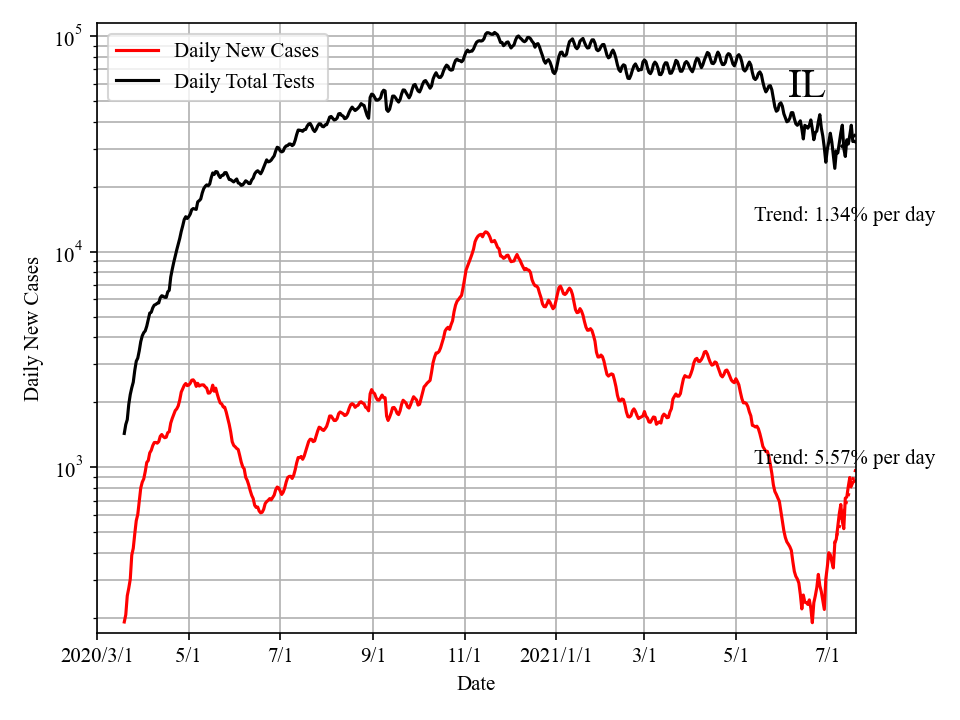 Daily New Cases
Daily Total Tests
IL
Trend: 1.34% per day
Trend: 5.57% per day
10^5
10^4
10^3
Daily New Cases
2020/3/1 5/1 7/1 9/1 11/1 2021/1/1 3/1 5/1 7/1
Date